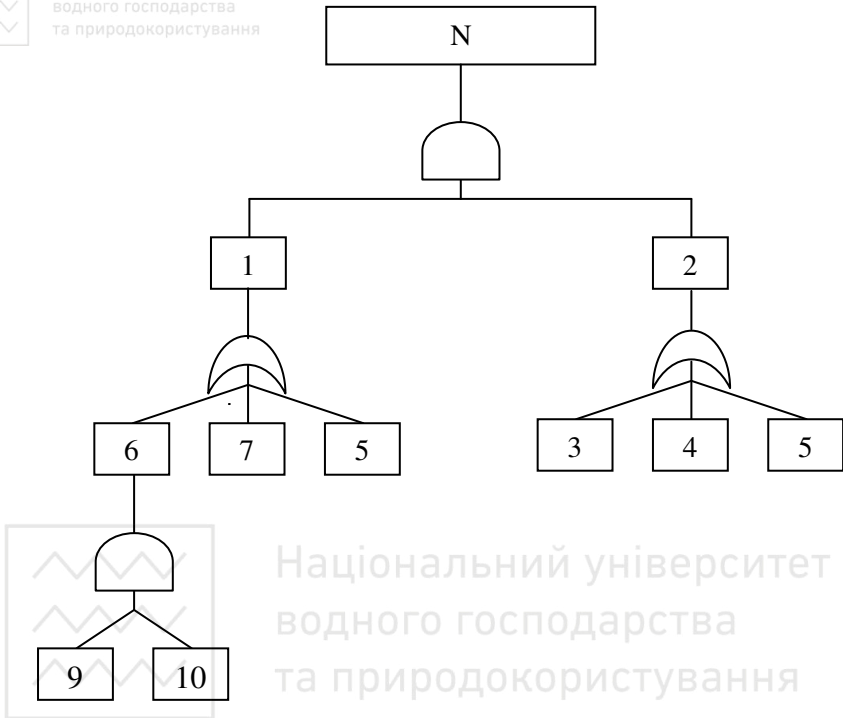 водного господарства
та природокористування
N
1
2
6
7
5
3
4
5
Національний університет
водного господарства
та природокористування
9
10